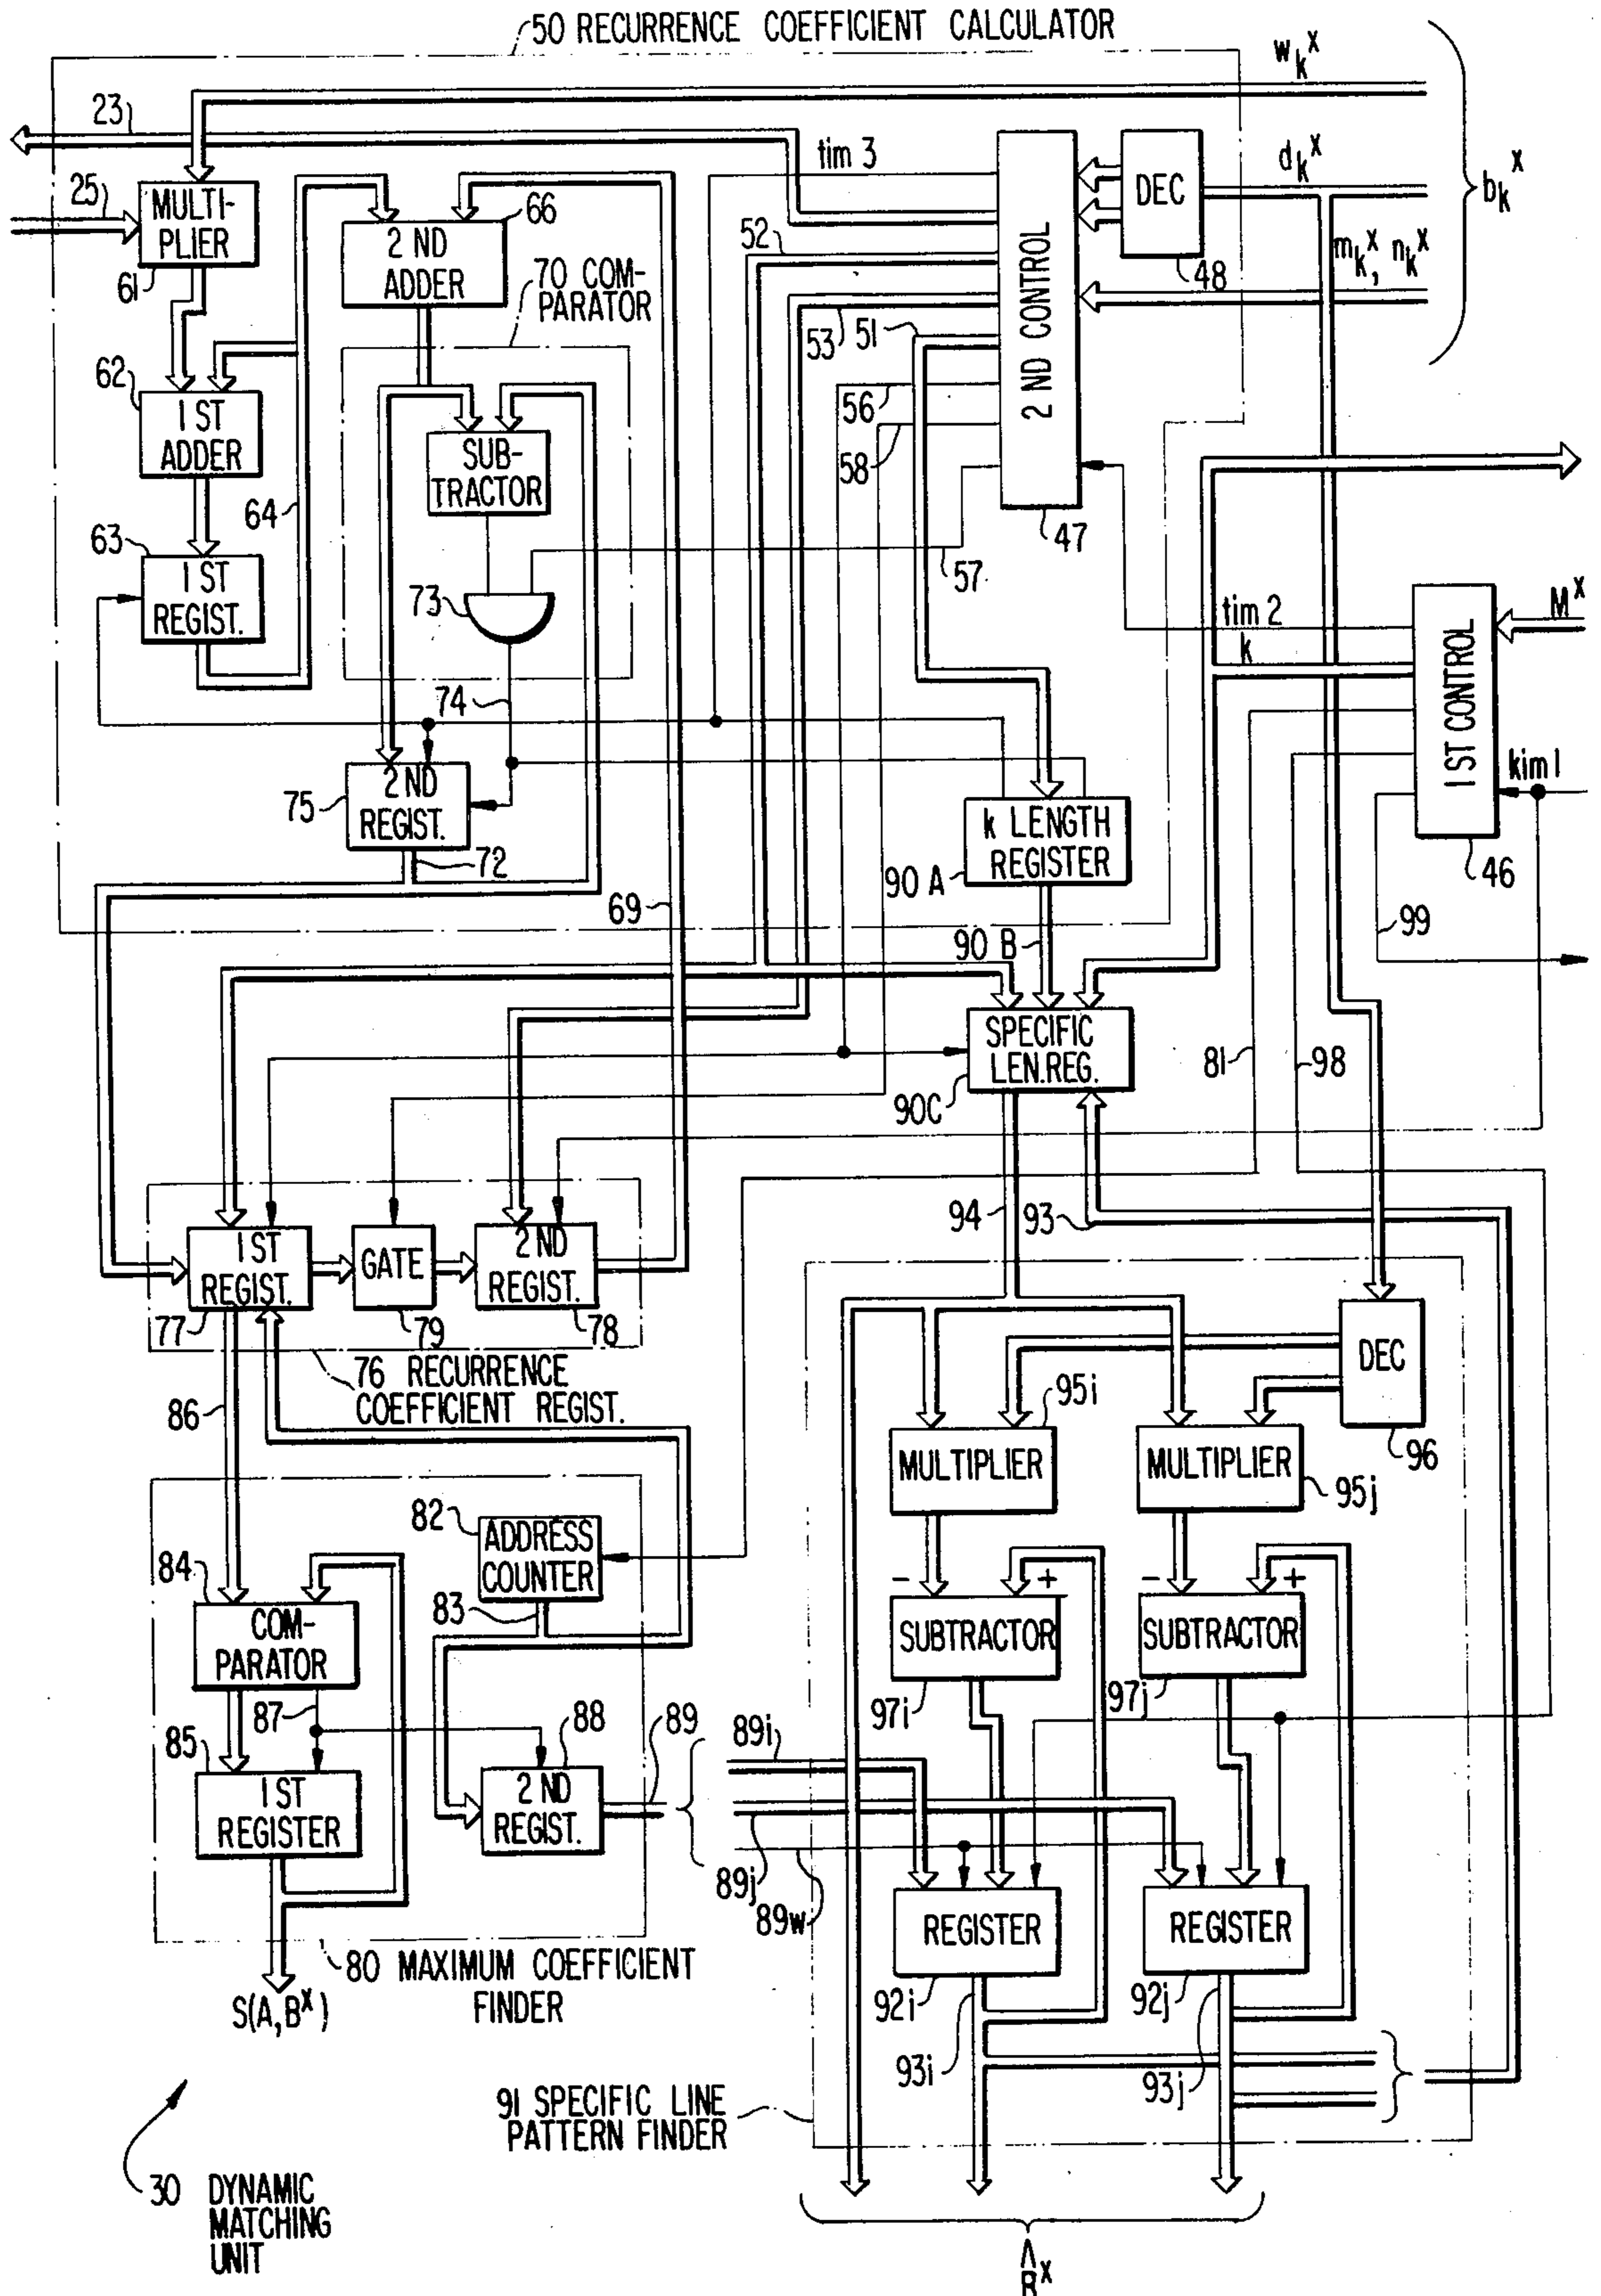 50 RECURRENCE COEFFICIENT CALCULATOR
w_k^x
23
tim 3
d_k^x
b_k^x
25
MULTI-
PLIER
61
66
2 ND
ADDER
52
DEC
48
m_k^x, n_k^x
70 COM-
PARATOR
53
51
2 ND CONTROL
62
1 ST
ADDER
56
58
SUB-
TRACTOR
64
47
63
1 ST
REGIST.
73
57
tim 2
k
M^x
1 ST CONTROL
74
kim 1
75
2 ND
REGIST.
72
k LENGTH
REGISTER
90 A
46
69
90 B
99
SPECIFIC
LEN.REG.
90C
81
98
94
93
1 ST
REGIST.
77
GATE
79
2 ND
REGIST.
78
76 RECURRENCE
COEFFICIENT REGIST.
86
DEC
96
95i
MULTIPLIER
MULTIPLIER
95j
82
ADDRESS
COUNTER
83
84
COM-
PARATOR
- +
- +
SUBTRACTOR
SUBTRACTOR
97i
97j
87
85
1 ST
REGISTER
88
2 ND
REGIST.
89
89i
89j
89w
REGISTER
REGISTER
92i
92j
80 MAXIMUM COEFFICIENT
FINDER
S(A, B^x)
93i
93j
91 SPECIFIC LINE
PATTERN FINDER
30 DYNAMIC
MATCHING
UNIT
B̂^x